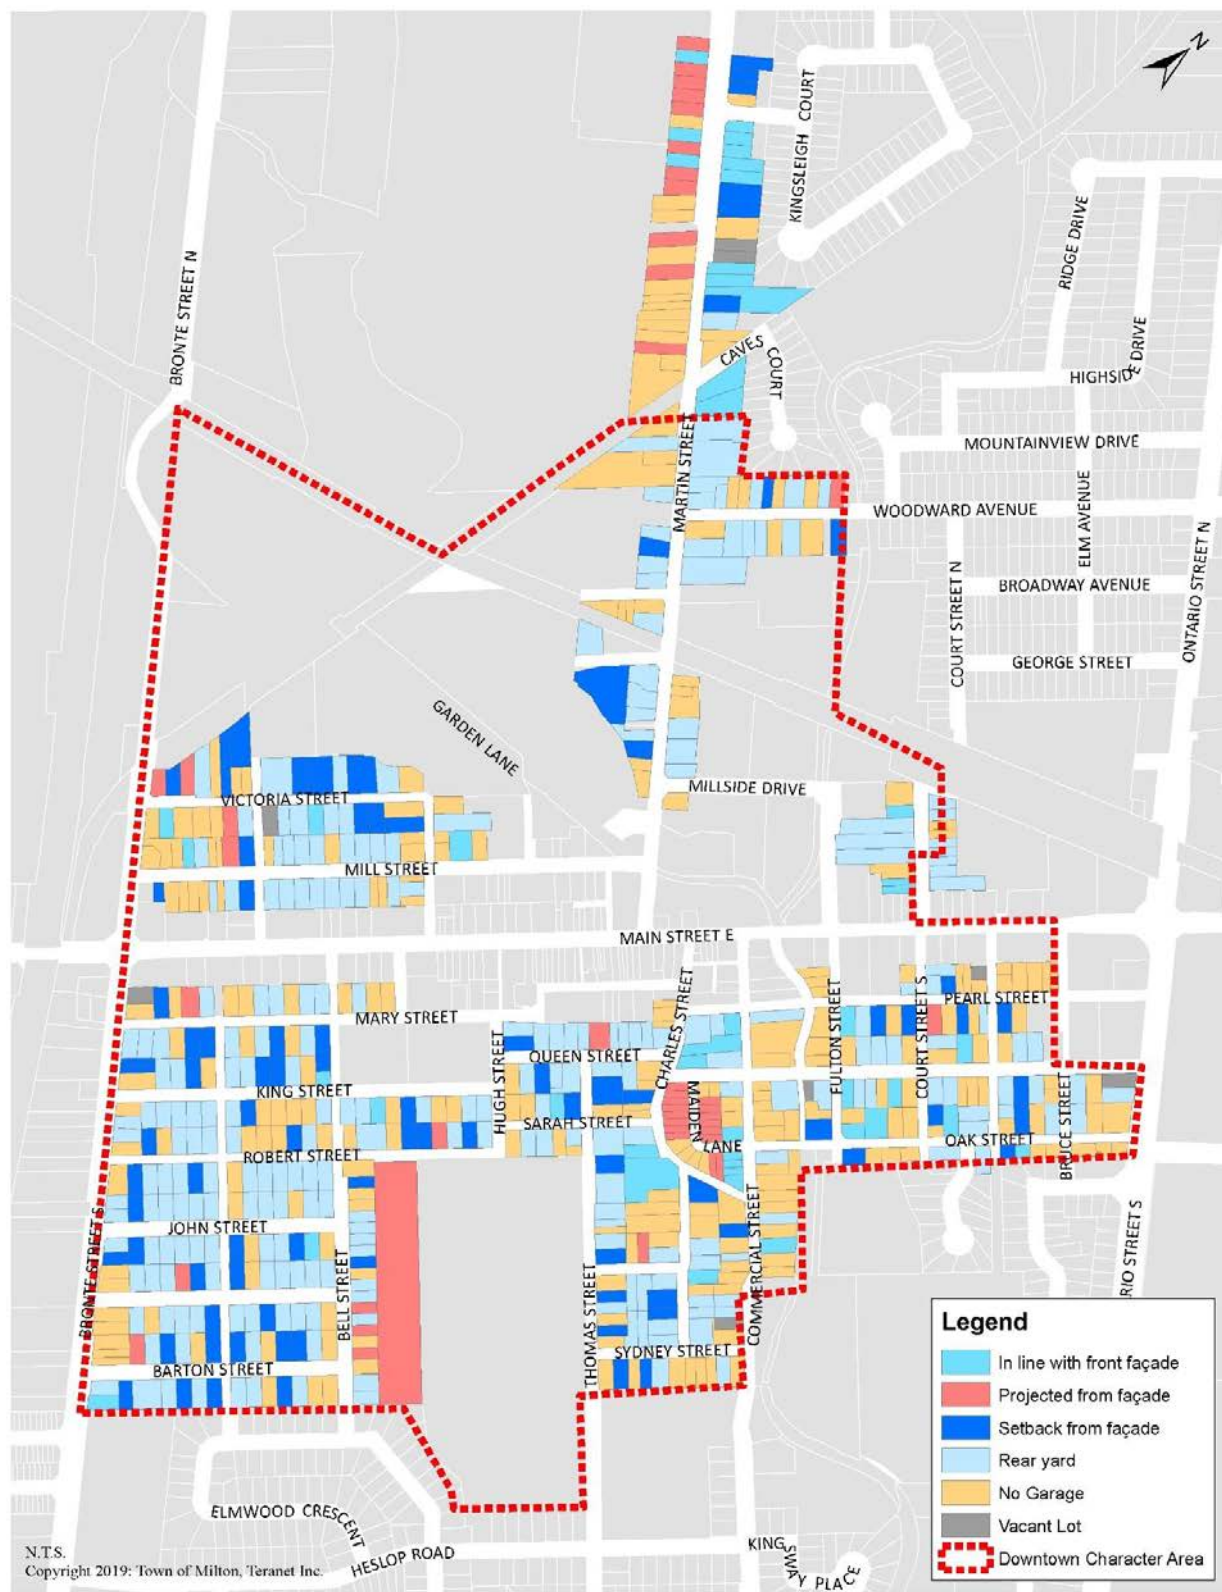 N
KINGSLEIGH COURT
RIDGE DRIVE
BRONTE STREET N
CAVES
COURT
HIGHSIDE DRIVE
MARTIN STREET
MOUNTAINVIEW DRIVE
WOODWARD AVENUE
ELM AVENUE
BROADWAY AVENUE
COURT STREET N
GEORGE STREET
ONTARIO STREET N
GARDEN LANE
VICTORIA STREET
MILLSIDE DRIVE
MILL STREET
MAIN STREET E
CHARLES STREET
MARY STREET
FULTON STREET
COURT STREET S
PEARL STREET
HUGH STREET
QUEEN STREET
KING STREET
MAIDEN
LANE
SARAH STREET
BRUCE STREET
OAK STREET
ROBERT STREET
JOHN STREET
BRONTE STREET S
BELL STREET
THOMAS STREET
COMMERCIAL STREET
RIO STREET S
BARTON STREET
SYDNEY STREET
ELMWOOD CRESCENT
HESLOP ROAD
KING
SWAY PLACE
Legend
In line with front façade
Projected from façade
Setback from façade
Rear yard
No Garage
Vacant Lot
Downtown Character Area
N.T.S.
Copyright 2019: Town of Milton, Teranet Inc.